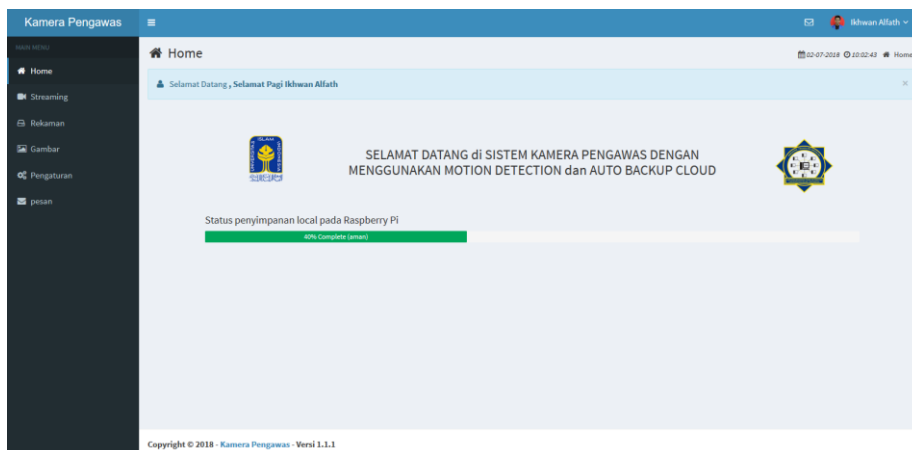 Kamera Pengawas
Ikhwan Alfath
MAIN MENU
Home
Streaming
Rekaman
Gambar
Pengaturan
pesan
Home
02-07-2018 10:02:43 Home
Selamat Datang , Selamat Pagi Ikhwan Alfath
×
ISLAM
SELAMAT DATANG di SISTEM KAMERA PENGAWAS DENGAN
MENGGUNAKAN MOTION DETECTION dan AUTO BACKUP CLOUD
Status penyimpanan local pada Raspberry Pi
40% Complete (aman)
Copyright © 2018 - Kamera Pengawas - Versi 1.1.1